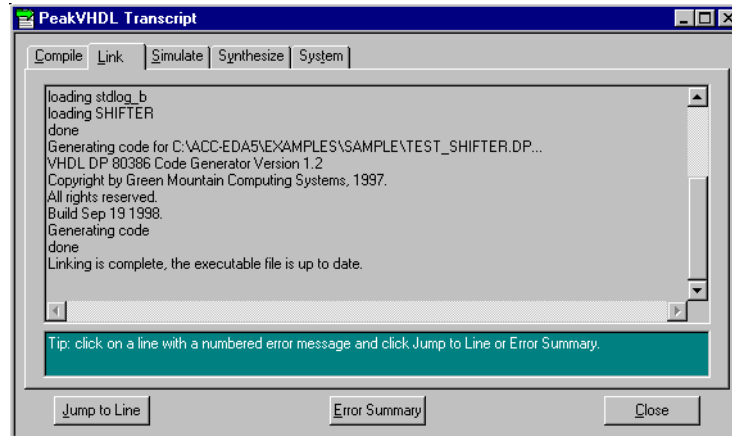 PeakVHDL Transcript
Compile Link Simulate Synthesize System
loading stdlog_b
loading SHIFTER
done
Generating code for C:\ACC-EDA5\EXAMPLES\SAMPLE\TEST_SHIFTER.DP...
VHDL DP 80386 Code Generator Version 1.2
Copyright by Green Mountain Computing Systems, 1997.
All rights reserved.
Build Sep 19 1998.
Generating code
done
Linking is complete, the executable file is up to date.
Tip: click on a line with a numbered error message and click Jump to Line or Error Summary.
Jump to Line Error Summary Close